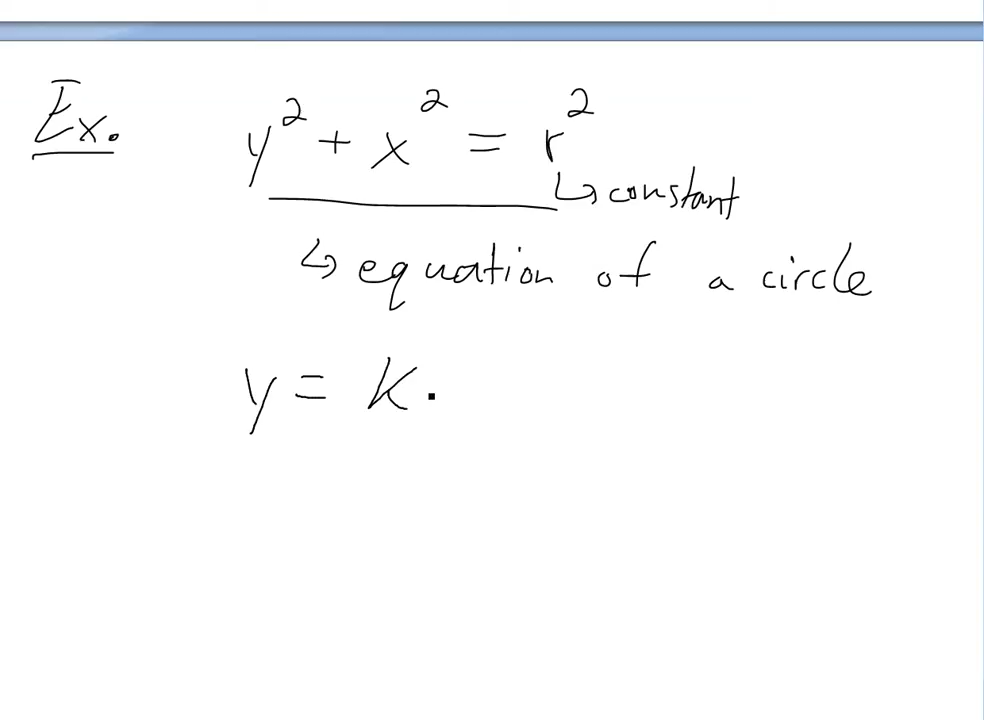 Ex. y² + x² = r²
↳ constant
↳ equation of a circle
y = K